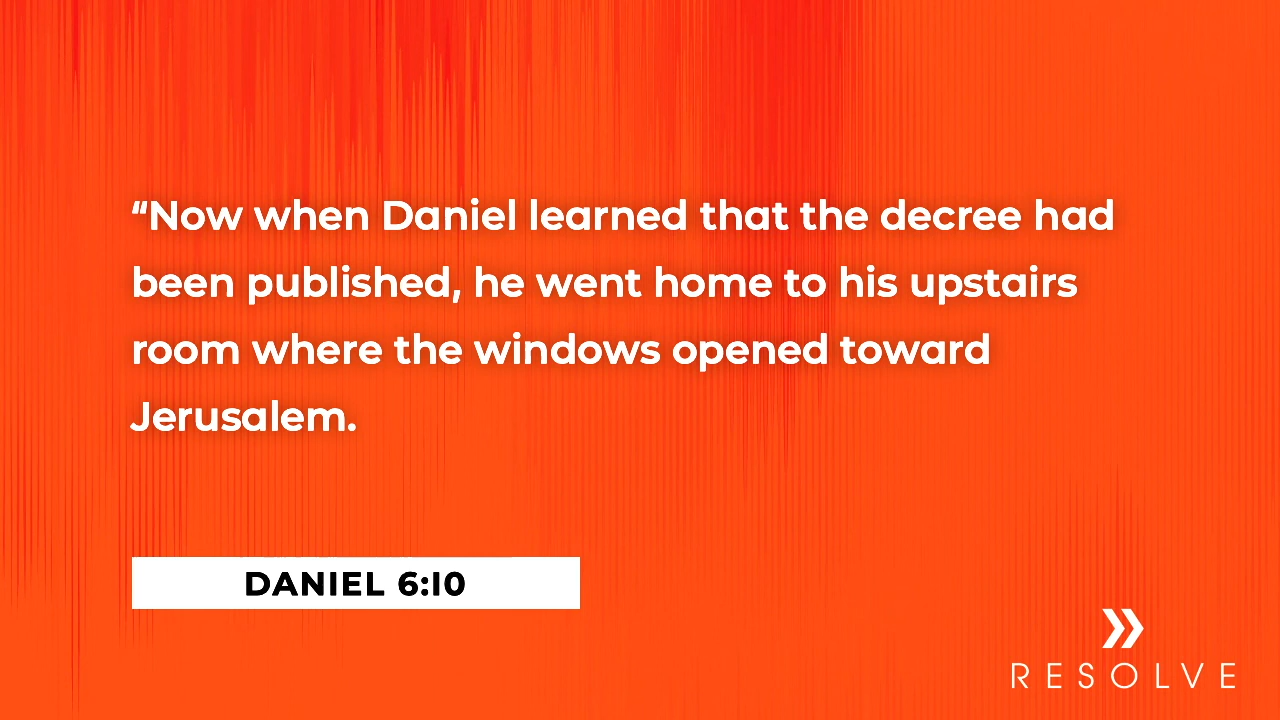 “Now when Daniel learned that the decree had
been published, he went home to his upstairs
room where the windows opened toward
Jerusalem.
DANIEL 6:10
RESOLVE